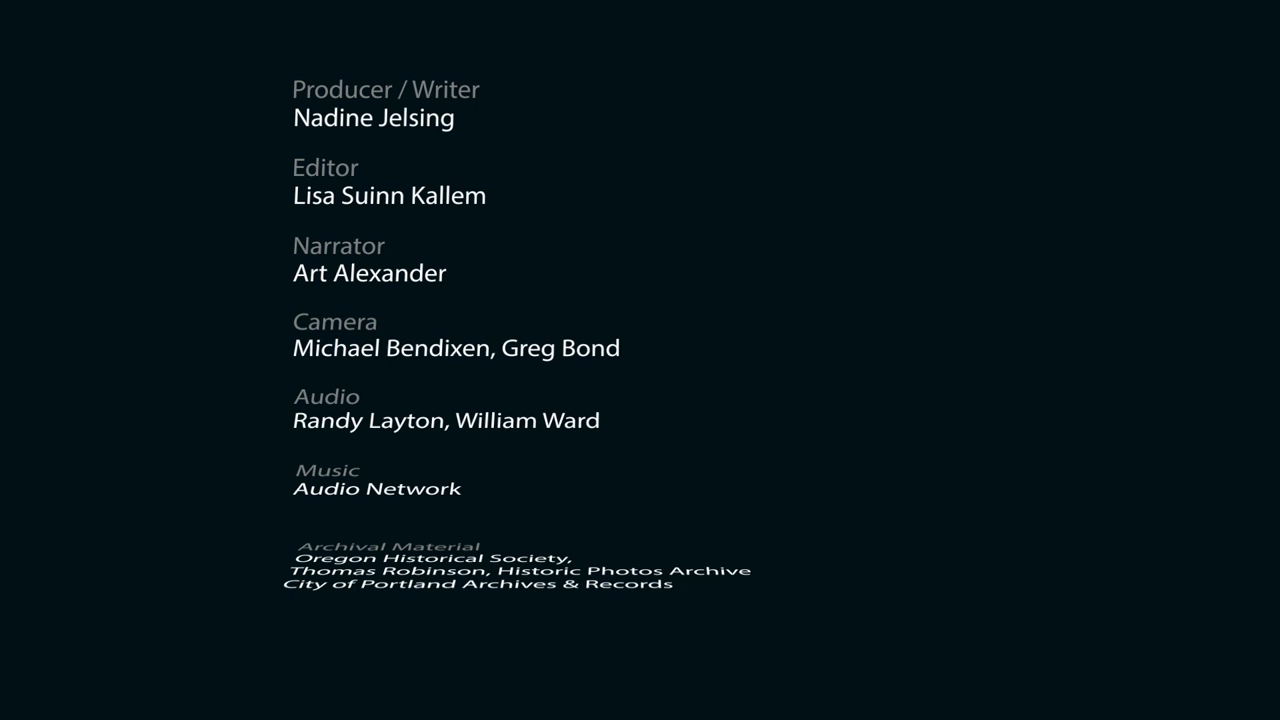 Producer / Writer
Nadine Jelsing
Editor
Lisa Suinn Kallem
Narrator
Art Alexander
Camera
Michael Bendixen, Greg Bond
Audio
Randy Layton, William Ward
Music
Audio Network
Archival Material
Oregon Historical Society,
Thomas Robinson, Historic Photos Archive
City of Portland Archives & Records